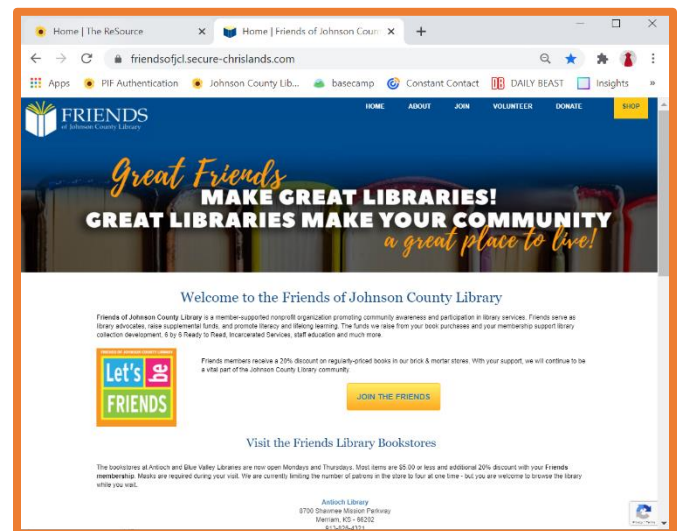 Home | The ReSource
Home | Friends of Johnson Coun
friendsofjcl.secure-chrislands.com
Apps PIF Authentication Johnson County Lib... basecamp Constant Contact DAILY BEAST Insights »
FRIENDS
of Johnson County Library
HOME ABOUT JOIN VOLUNTEER DONATE SHOP
Great Friends
MAKE GREAT LIBRARIES!
GREAT LIBRARIES MAKE YOUR COMMUNITY
a great place to live!
Welcome to the Friends of Johnson County Library
Friends of Johnson County Library is a member-supported nonprofit organization promoting community awareness and participation in library services. Friends serve as
library advocates, raise supplemental funds, and promote literacy and lifelong learning. The funds we raise from your book purchases and your membership support library
collection development, 6 by 6 Ready to Read, Incarcerated Services, staff education and much more.
FRIENDS OF JOHNSON COUNTY LIBRARY
Let's be
FRIENDS
Friends members receive a 20% discount on regularly-priced books in our brick & mortar stores. With your support, we will continue to be
a vital part of the Johnson County Library community.
JOIN THE FRIENDS
Visit the Friends Library Bookstores
The bookstores at Antioch and Blue Valley Libraries are now open Mondays and Thursdays. Most items are $5.00 or less and additional 20% discount with your Friends
membership. Masks are required during your visit. We are currently limiting the number of patrons in the store to four at one time - but you are welcome to browse the library
while you wait.
Antioch Library
8700 Shawnee Mission Parkway
Merriam, KS - 66202
913-826-4321